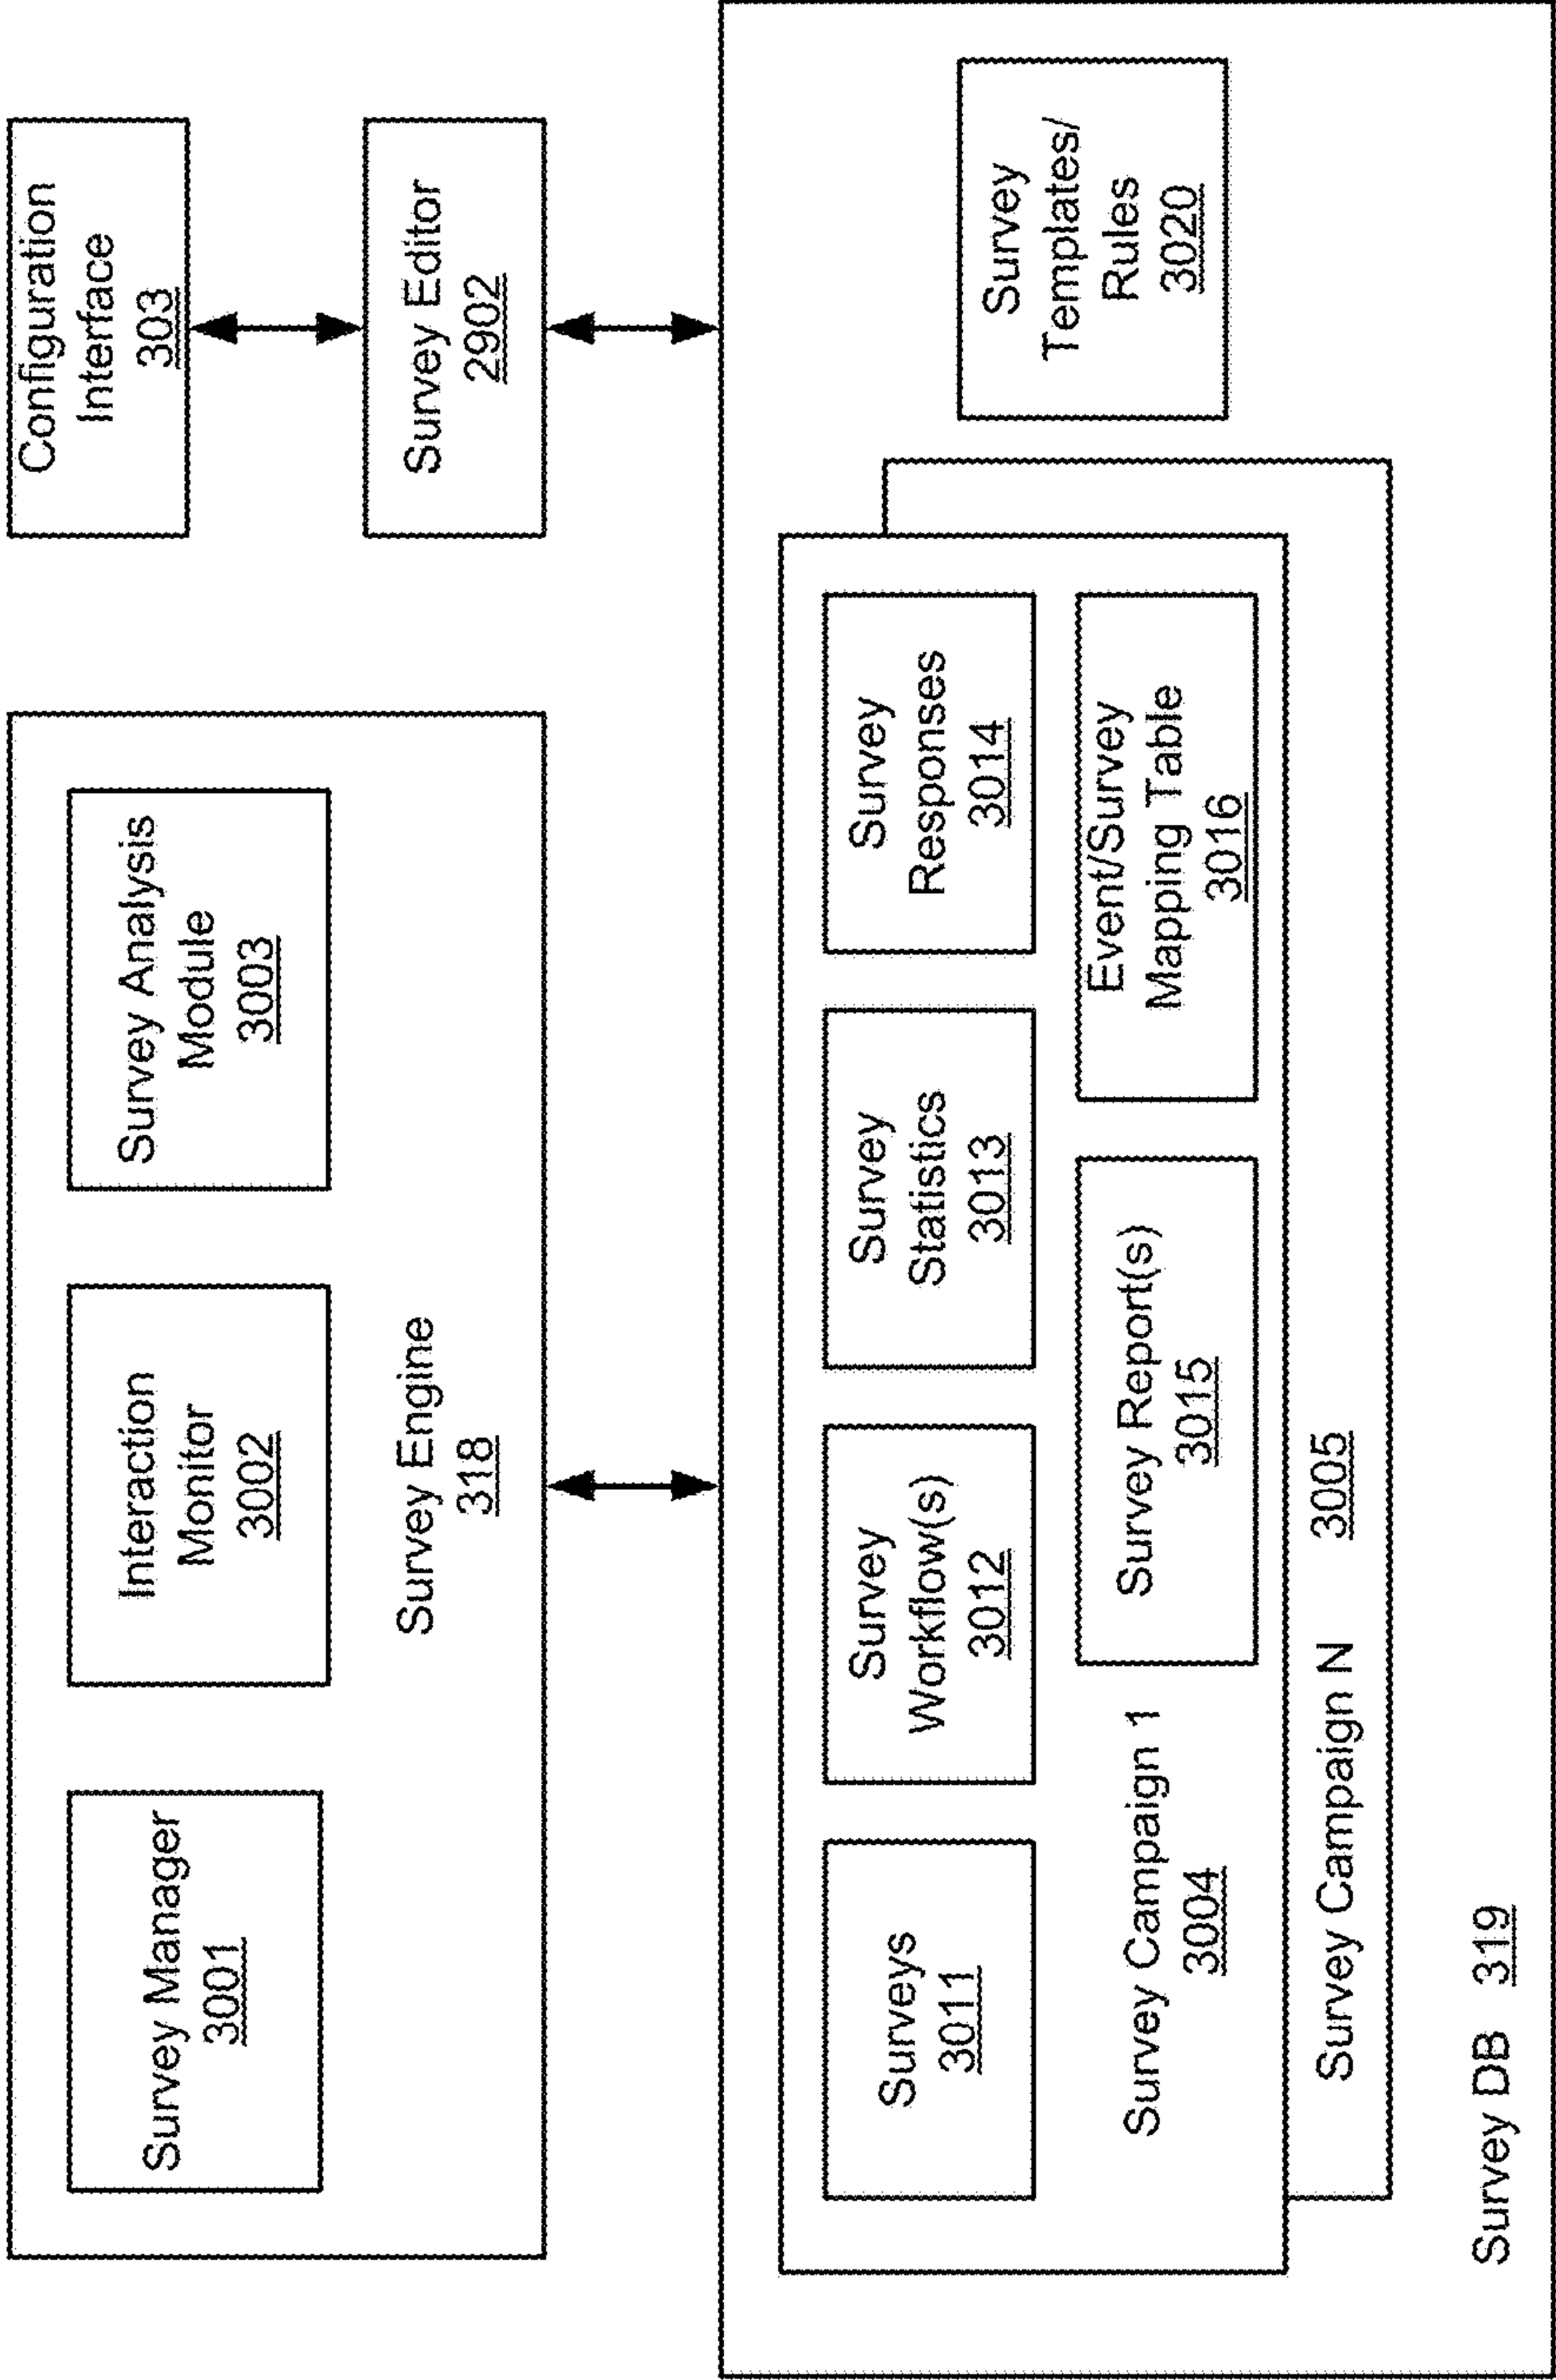 Survey Manager
3001
Interaction
Monitor
3002
Survey Analysis
Module
3003
Survey Engine
318
Configuration
Interface
303
Survey Editor
2902
Surveys
3011
Survey
Workflow(s)
3012
Survey
Statistics
3013
Survey
Responses
3014
Survey Report(s)
3015
Event/Survey
Mapping Table
3016
Survey Campaign 1
3004
Survey Campaign N 3005
Survey Templates/
Rules
3020
Survey DB 319